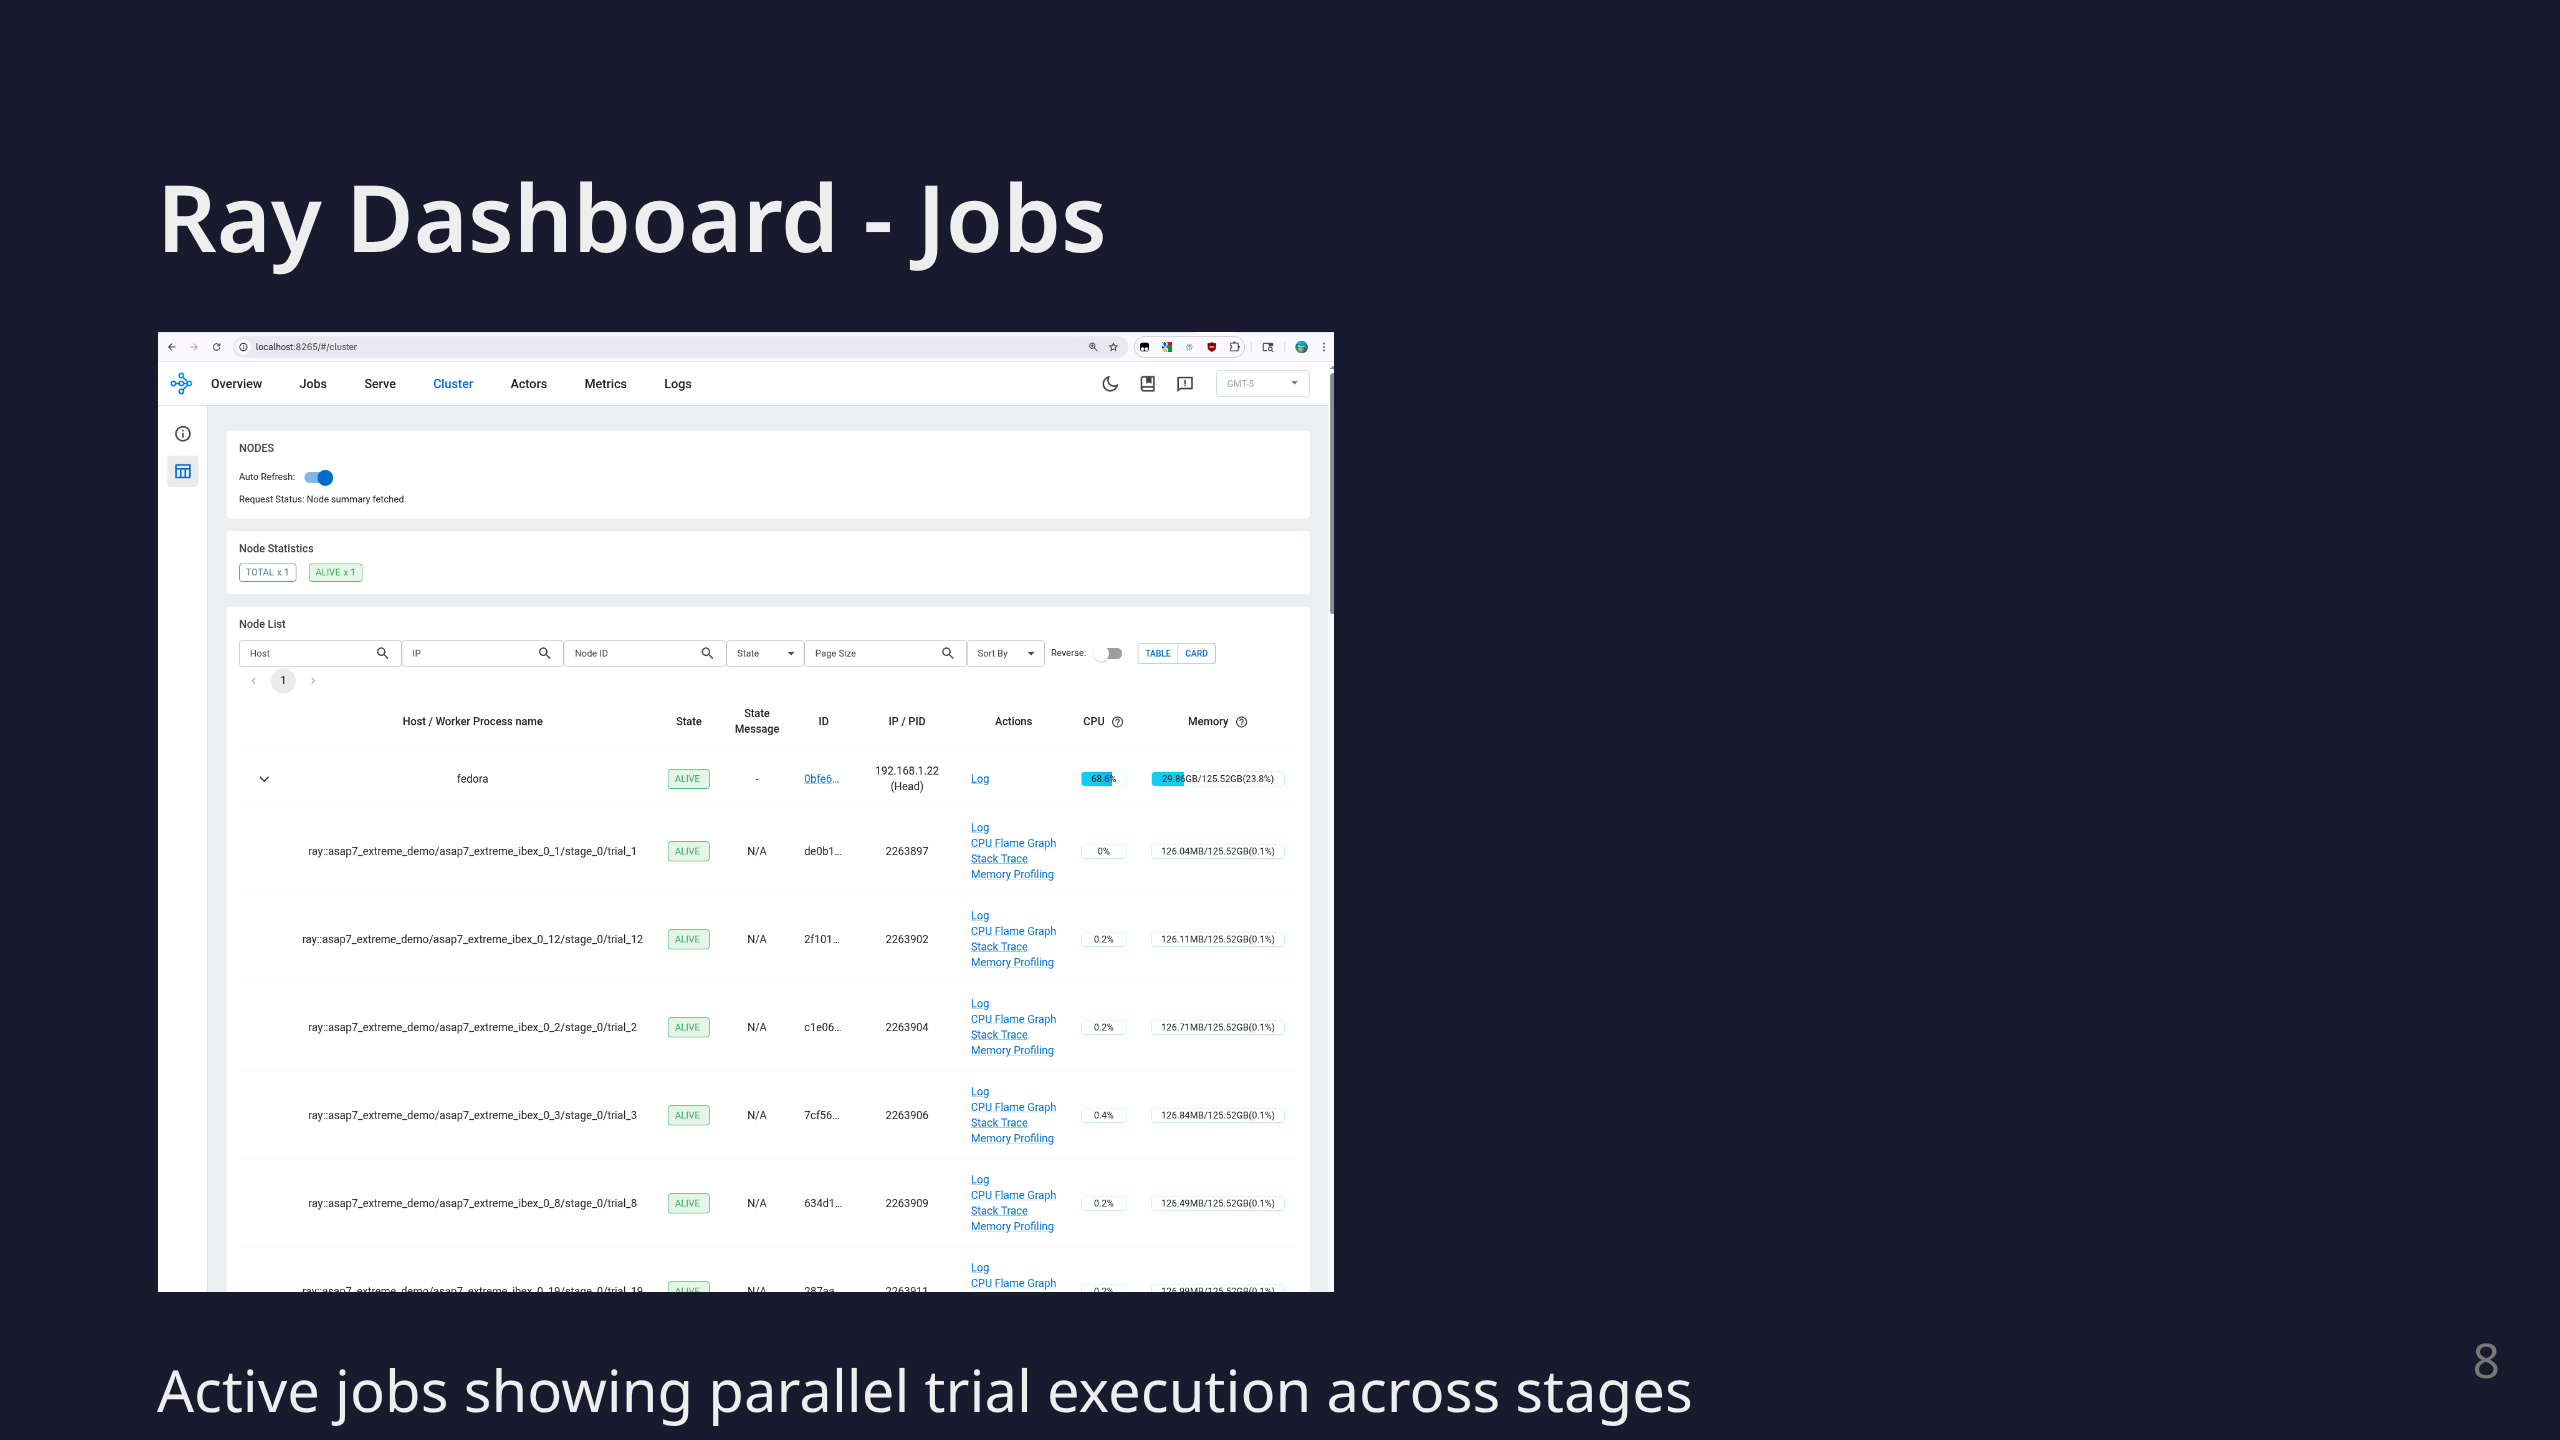 Ray Dashboard - Jobs
localhost:8265/#/cluster
Overview Jobs Serve Cluster Actors Metrics Logs GMT-5
NODES
Auto Refresh:
Request Status: Node summary fetched.
Node Statistics
TOTAL x 1 ALIVE x 1
Node List
Host IP Node ID State Page Size Sort By Reverse: TABLE CARD
1
Host / Worker Process name State State Message ID IP / PID Actions CPU Memory
fedora ALIVE - 0bfe6... 192.168.1.22 (Head) Log 68.6% 29.86GB/125.52GB(23.8%)
ray::asap7_extreme_demo/asap7_extreme_ibex_0_1/stage_0/trial_1 ALIVE N/A de0b1... 2263897 Log CPU Flame Graph Stack Trace Memory Profiling 0% 126.04MB/125.52GB(0.1%)
ray::asap7_extreme_demo/asap7_extreme_ibex_0_12/stage_0/trial_12 ALIVE N/A 2f101... 2263902 Log CPU Flame Graph Stack Trace Memory Profiling 0.2% 126.11MB/125.52GB(0.1%)
ray::asap7_extreme_demo/asap7_extreme_ibex_0_2/stage_0/trial_2 ALIVE N/A c1e06... 2263904 Log CPU Flame Graph Stack Trace Memory Profiling 0.2% 126.71MB/125.52GB(0.1%)
ray::asap7_extreme_demo/asap7_extreme_ibex_0_3/stage_0/trial_3 ALIVE N/A 7cf56... 2263906 Log CPU Flame Graph Stack Trace Memory Profiling 0.4% 126.84MB/125.52GB(0.1%)
ray::asap7_extreme_demo/asap7_extreme_ibex_0_8/stage_0/trial_8 ALIVE N/A 634d1... 2263909 Log CPU Flame Graph Stack Trace Memory Profiling 0.2% 126.49MB/125.52GB(0.1%)
ALIVE N/A Log CPU Flame Graph
Active jobs showing parallel trial execution across stages
8